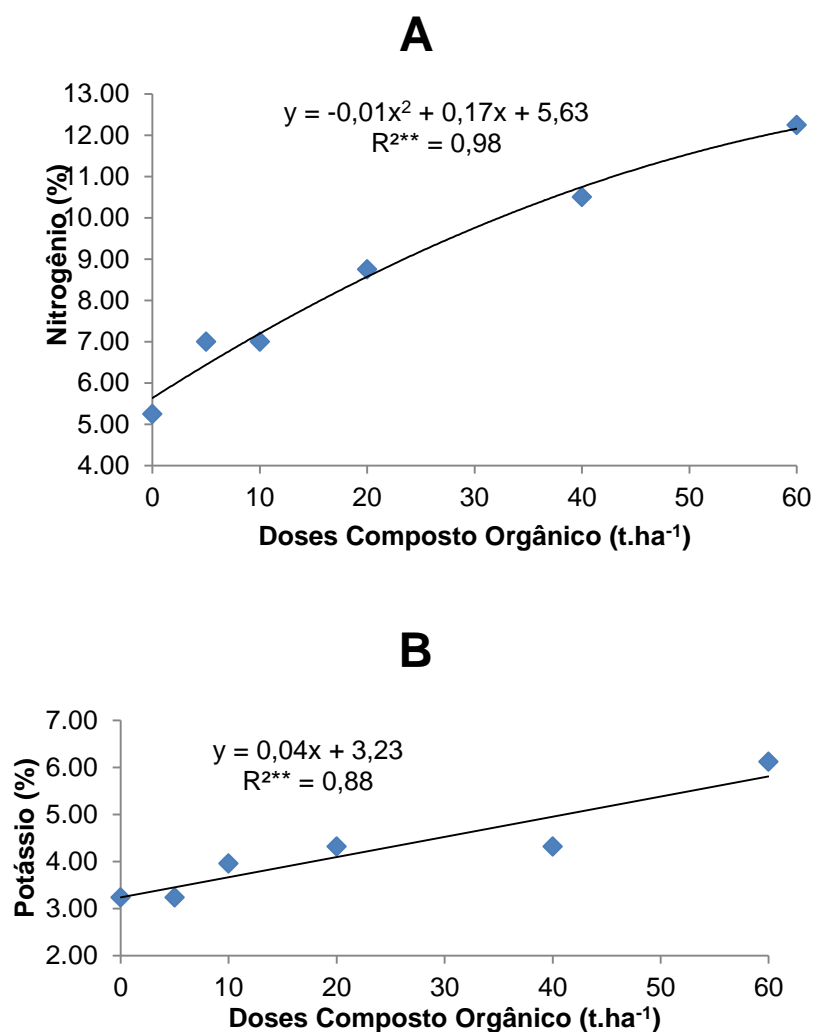 A
y = -0,01x² + 0,17x + 5,63
R²** = 0,98
Nitrogênio (%)
13.00
12.00
11.00
10.00
9.00
8.00
7.00
6.00
5.00
4.00
0 10 20 30 40 50 60
Doses Composto Orgânico (t.ha⁻¹)
B
y = 0,04x + 3,23
R²** = 0,88
Potássio (%)
7.00
6.00
5.00
4.00
3.00
2.00
0 10 20 30 40 50 60
Doses Composto Orgânico (t.ha⁻¹)